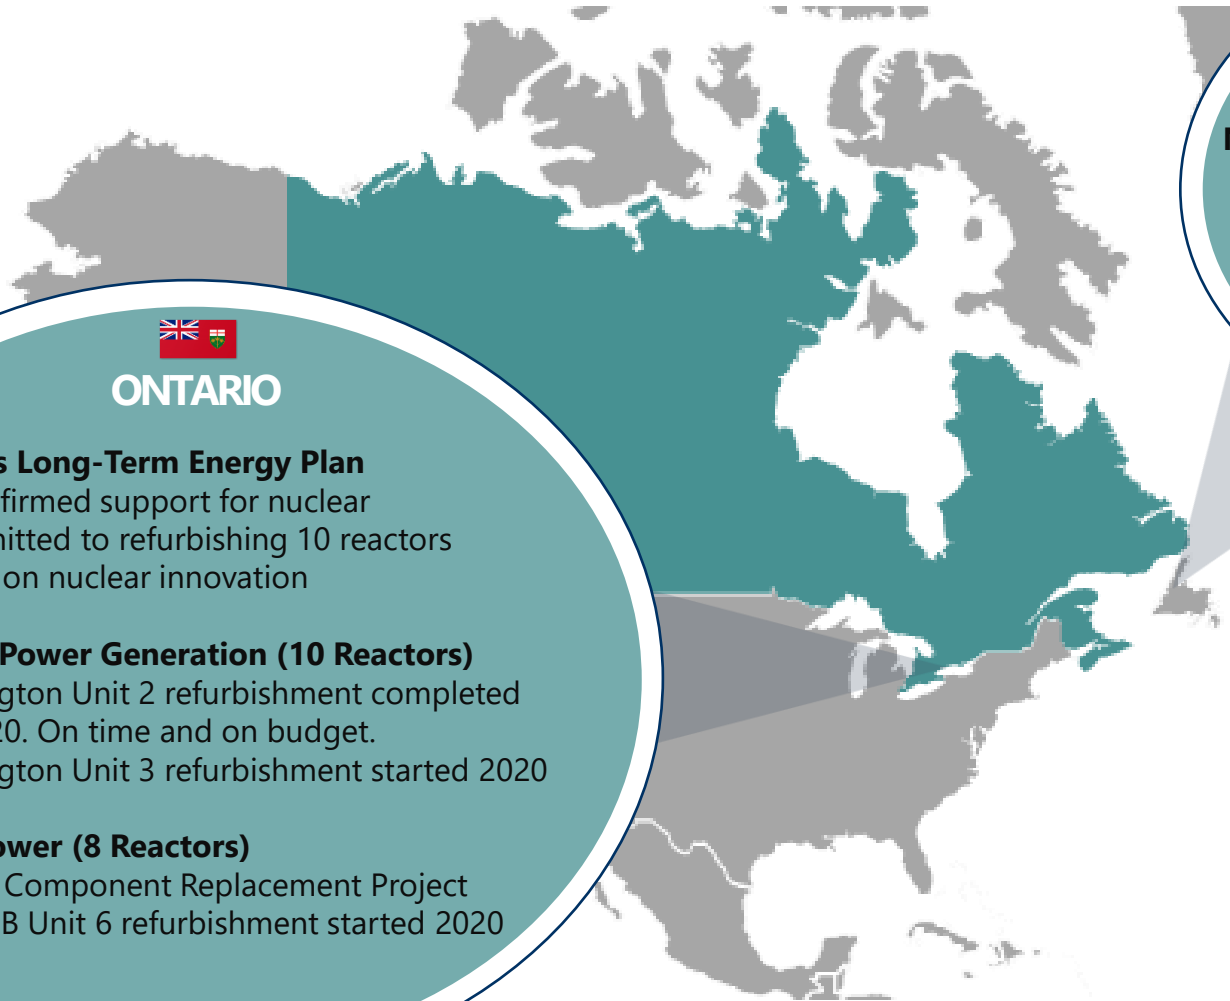 ONTARIO
s Long-Term Energy Plan
firmed support for nuclear
itted to refurbishing 10 reactors
on nuclear innovation
Power Generation (10 Reactors)
gton Unit 2 refurbishment completed
20. On time and on budget.
gton Unit 3 refurbishment started 2020
ower (8 Reactors)
Component Replacement Project
B Unit 6 refurbishment started 2020